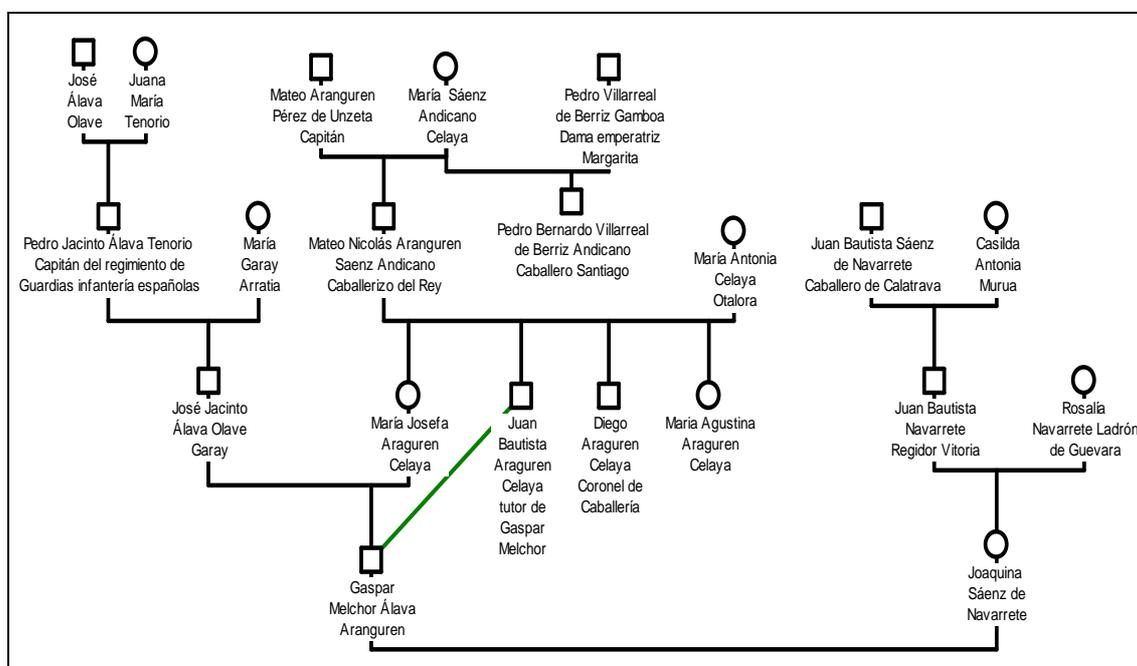 José
Álava
Olave
Juana
María
Tenorio
Mateo Aranguren
Pérez de Unzeta
Capitán
María Sáenz
Andicano
Celaya
Pedro Villarreal
de Berriz Gamboa
Dama emperatriz
Margarita
Pedro Jacinto Álava Tenorio
Capitán del regimiento de
Guardias infantería españolas
María
Garay
Arratia
Mateo Nicolás Aranguren
Saenz Andicano
Caballerizo del Rey
Pedro Bernardo Villarreal
de Berriz Andicano
Caballero Santiago
María Antonia
Celaya
Otalora
Juan Bautista Sáenz
de Navarrete
Caballero de Calatrava
Casilda
Antonia
Murua
José Jacinto
Álava Olave
Garay
María Josefa
Araguren
Celaya
Juan
Bautista
Araguren
Celaya
tutor de
Gaspar
Melchor
Diego
Araguren
Celaya
Coronel de
Caballería
Maria Agustina
Araguren
Celaya
Juan Bautista
Navarrete
Regidor Vitoria
Rosalía
Navarrete Ladrón
de Guevara
Gaspar
Melchor Álava
Aranguren
Joaquina
Sáenz de
Navarrete